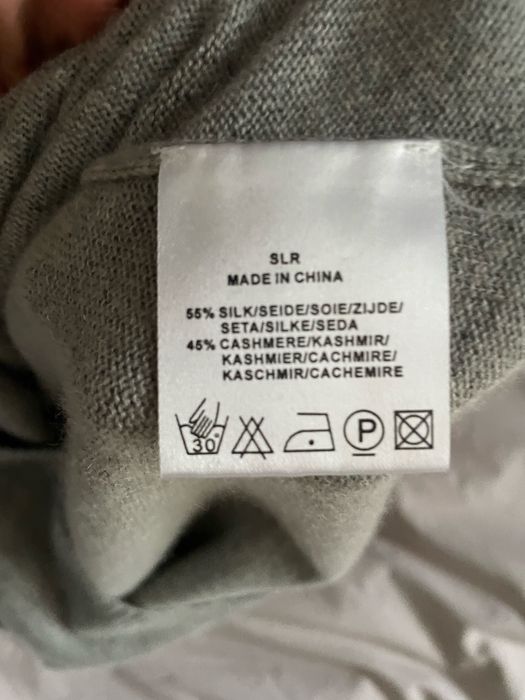 SLR
MADE IN CHINA
55% SILK/SEIDE/SOIE/ZIJDE/
SETA/SILKE/SEDA
45% CASHMERE/KASHMIR/
KASHMIER/CACHMIRE/
KASCHMIR/CACHEMIRE
30° P